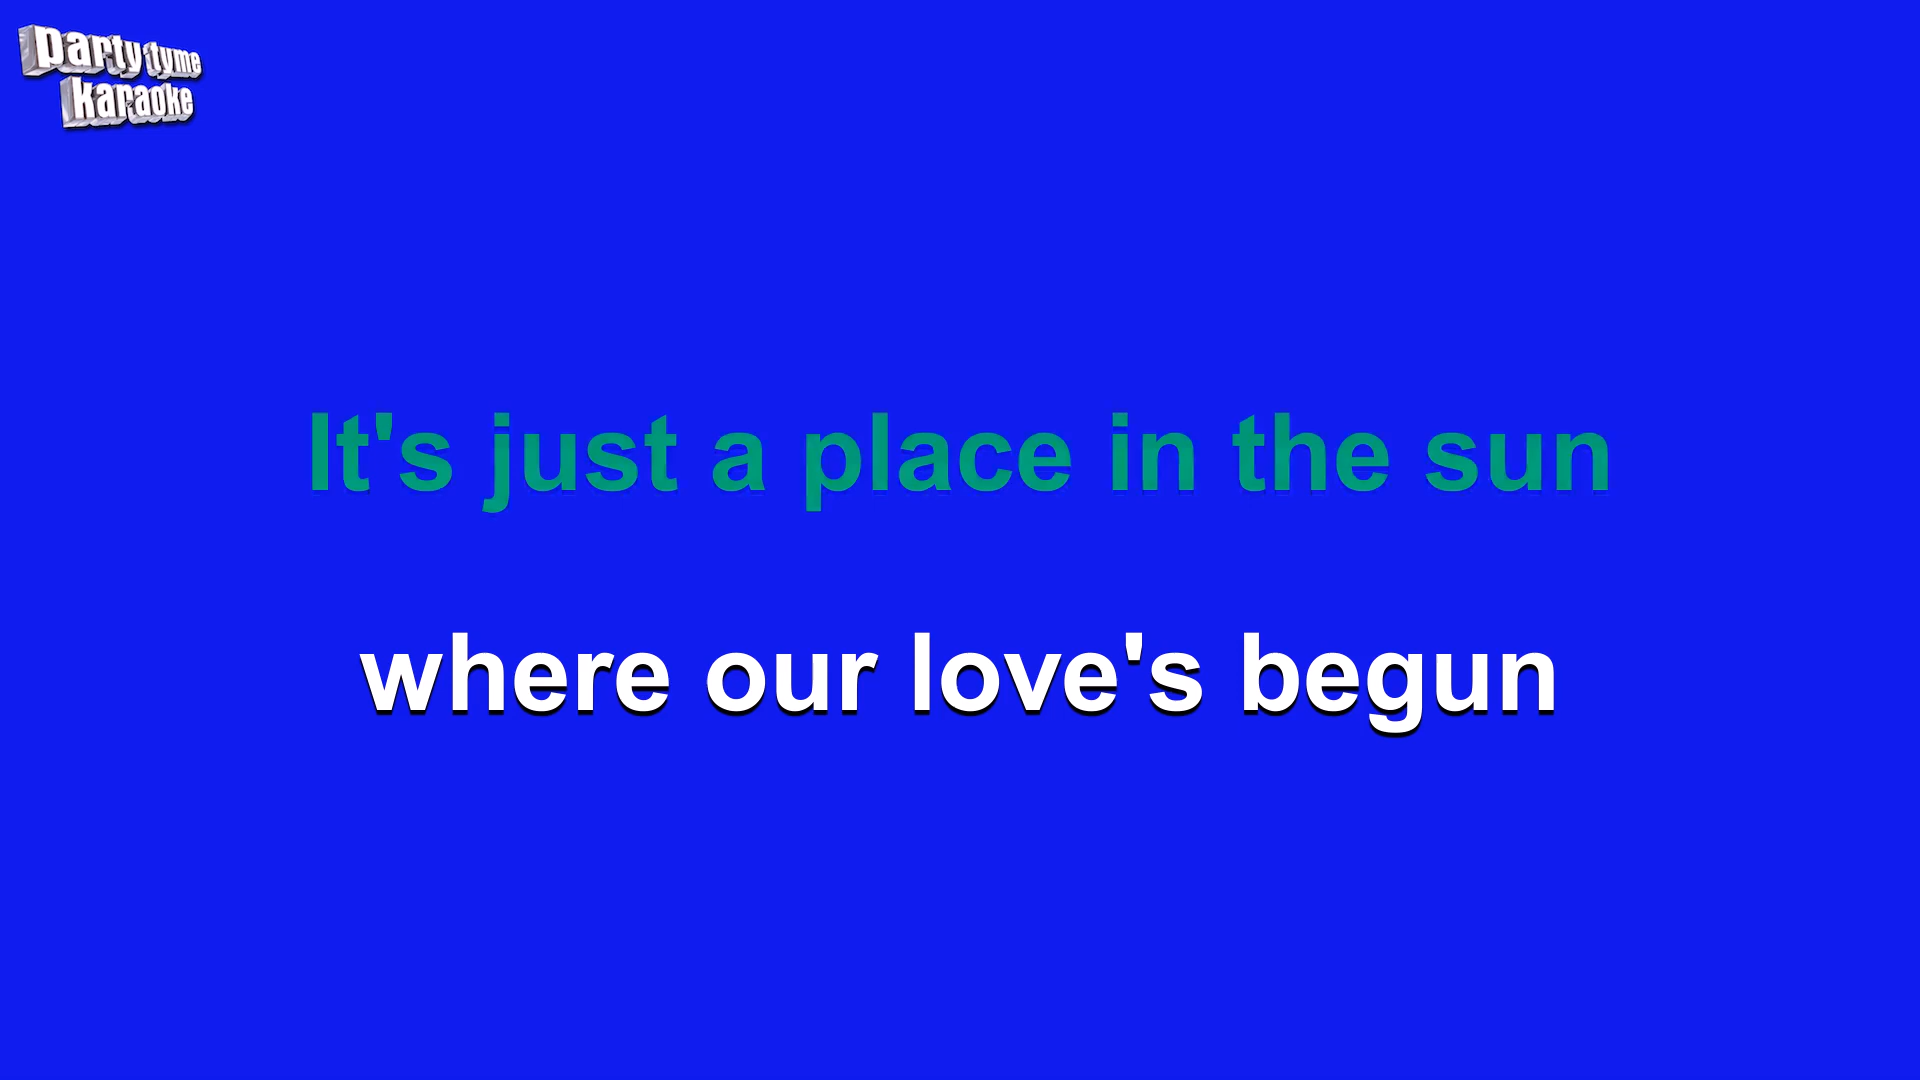 party tyme
karaoke
It's just a place in the sun
where our love's begun